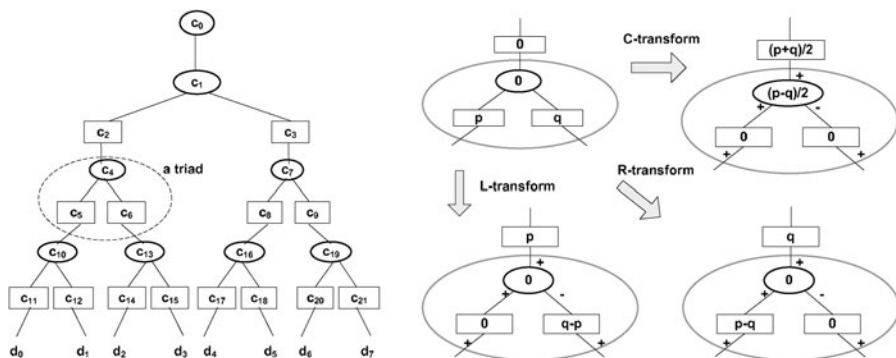 c0
c1
c2 c3
c4 a triad c7
c5 c6 c8 c9
c10 c13 c16 c19
c11 c12 c14 c15 c17 c18 c20 c21
d0 d1 d2 d3 d4 d5 d6 d7
0 C-transform (p+q)/2
+
0 (p-q)/2
+ -
p q 0 0
+ +
L-transform R-transform
p q
+ +
0 0
+ - + -
0 q-p p-q 0
+ + + +